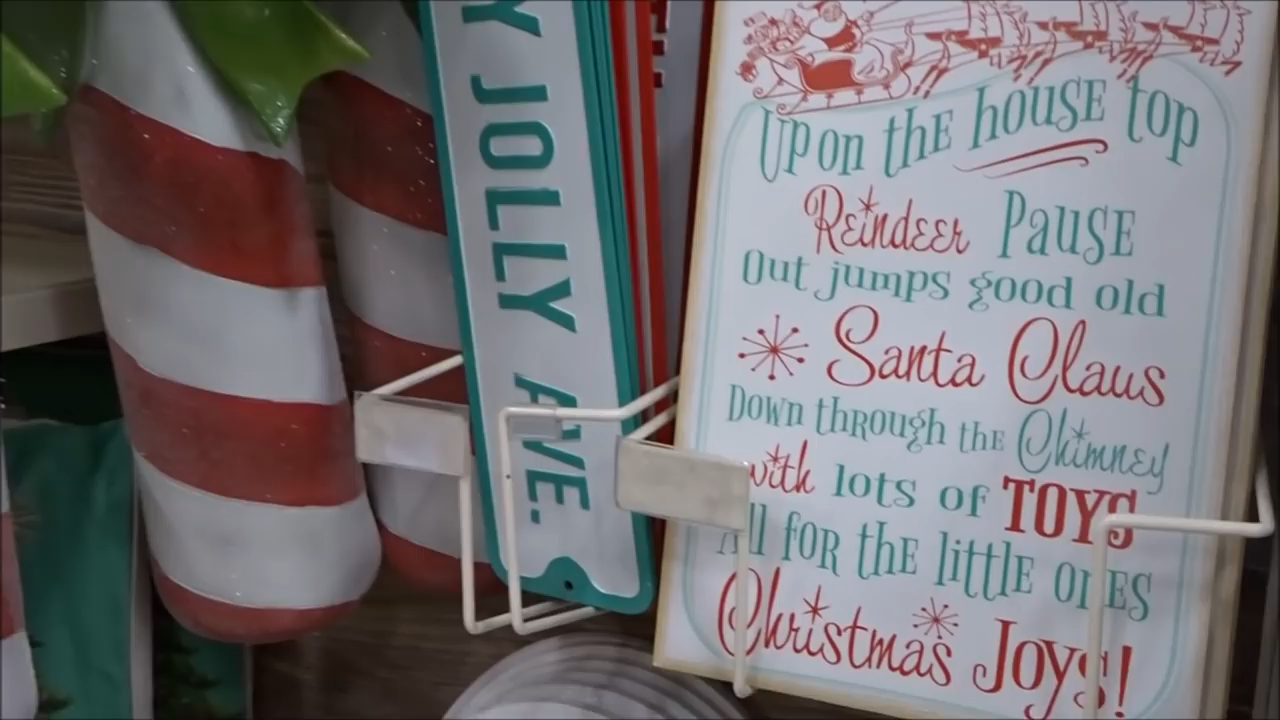 Y JOLLY AVE.
Up on the house top
Reindeer Pause
Out jumps good old
Santa Claus
Down through the Chimney
with lots of TOYS
All for the little ones
Christmas Joys!